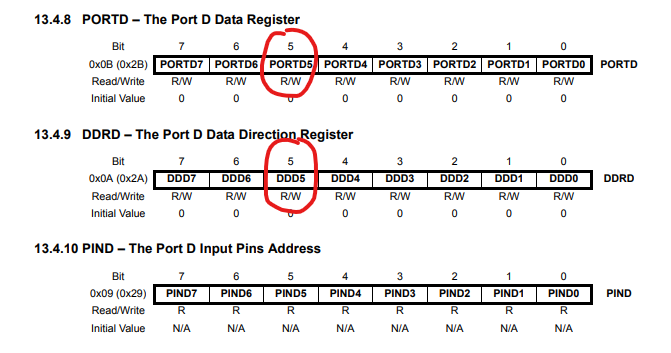 13.4.8 PORTD – The Port D Data Register
Bit 7 6 5 4 3 2 1 0
0x0B (0x2B) PORTD7 PORTD6 PORTD5 PORTD4 PORTD3 PORTD2 PORTD1 PORTD0 PORTD
Read/Write R/W R/W R/W R/W R/W R/W R/W R/W
Initial Value 0 0 0 0 0 0 0 0
13.4.9 DDRD – The Port D Data Direction Register
Bit 7 6 5 4 3 2 1 0
0x0A (0x2A) DDD7 DDD6 DDD5 DDD4 DDD3 DDD2 DDD1 DDD0 DDRD
Read/Write R/W R/W R/W R/W R/W R/W R/W R/W
Initial Value 0 0 0 0 0 0 0 0
13.4.10 PIND – The Port D Input Pins Address
Bit 7 6 5 4 3 2 1 0
0x09 (0x29) PIND7 PIND6 PIND5 PIND4 PIND3 PIND2 PIND1 PIND0 PIND
Read/Write R R R R R R R R
Initial Value N/A N/A N/A N/A N/A N/A N/A N/A